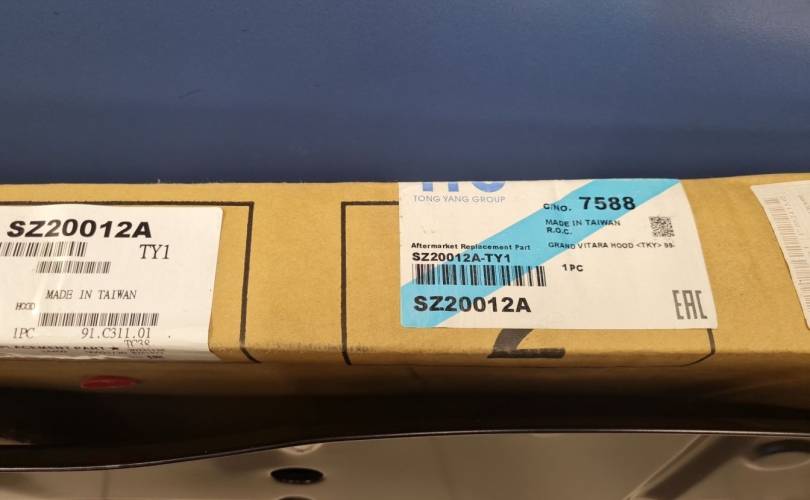 SZ20012A
TY1
MADE IN TAIWAN
HOOD
1PC 91.C311.01
TC38
TONG YANG GROUP
C/NO. 7588
MADE IN TAIWAN
R.O.C.
Aftermarket Replacement Part
GRAND VITARA HOOD <TKY> 99-
SZ20012A-TY1
1PC
SZ20012A
EAC